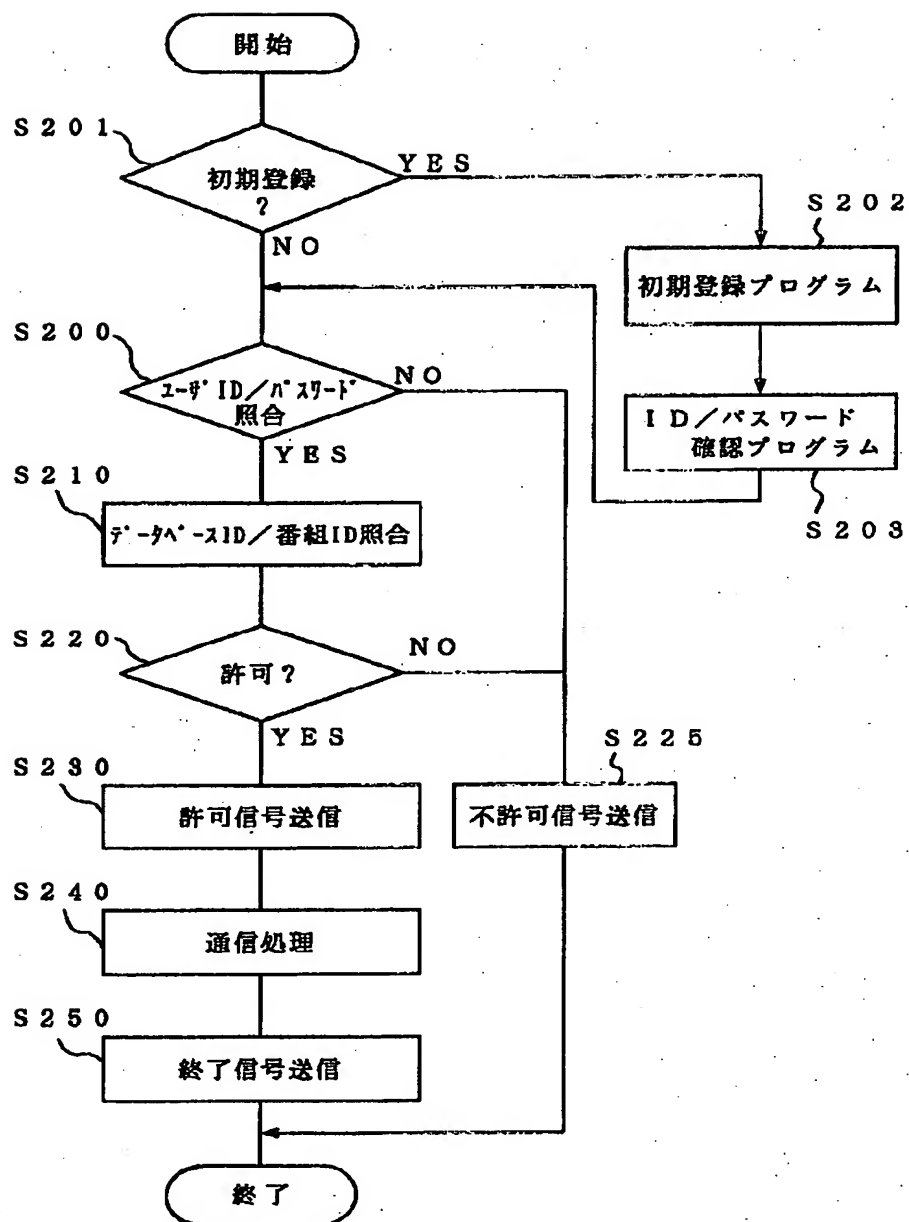 開始
Ｓ２０１
ＹＥＳ
初期登録
？
Ｓ２０２
ＮＯ
初期登録プログラム
Ｓ２００
ＮＯ
ﾕｰｻﾞID／ﾊﾟｽﾜｰﾄﾞ
照合
ＩＤ／パスワード
確認プログラム
ＹＥＳ
Ｓ２１０
Ｓ２０３
ﾃﾞｰﾀﾍﾞｰｽID／番組ID照合
Ｓ２２０
ＮＯ
許可？
ＹＥＳ
Ｓ２２５
Ｓ２３０
許可信号送信
不許可信号送信
Ｓ２４０
通信処理
Ｓ２５０
終了信号送信
終了